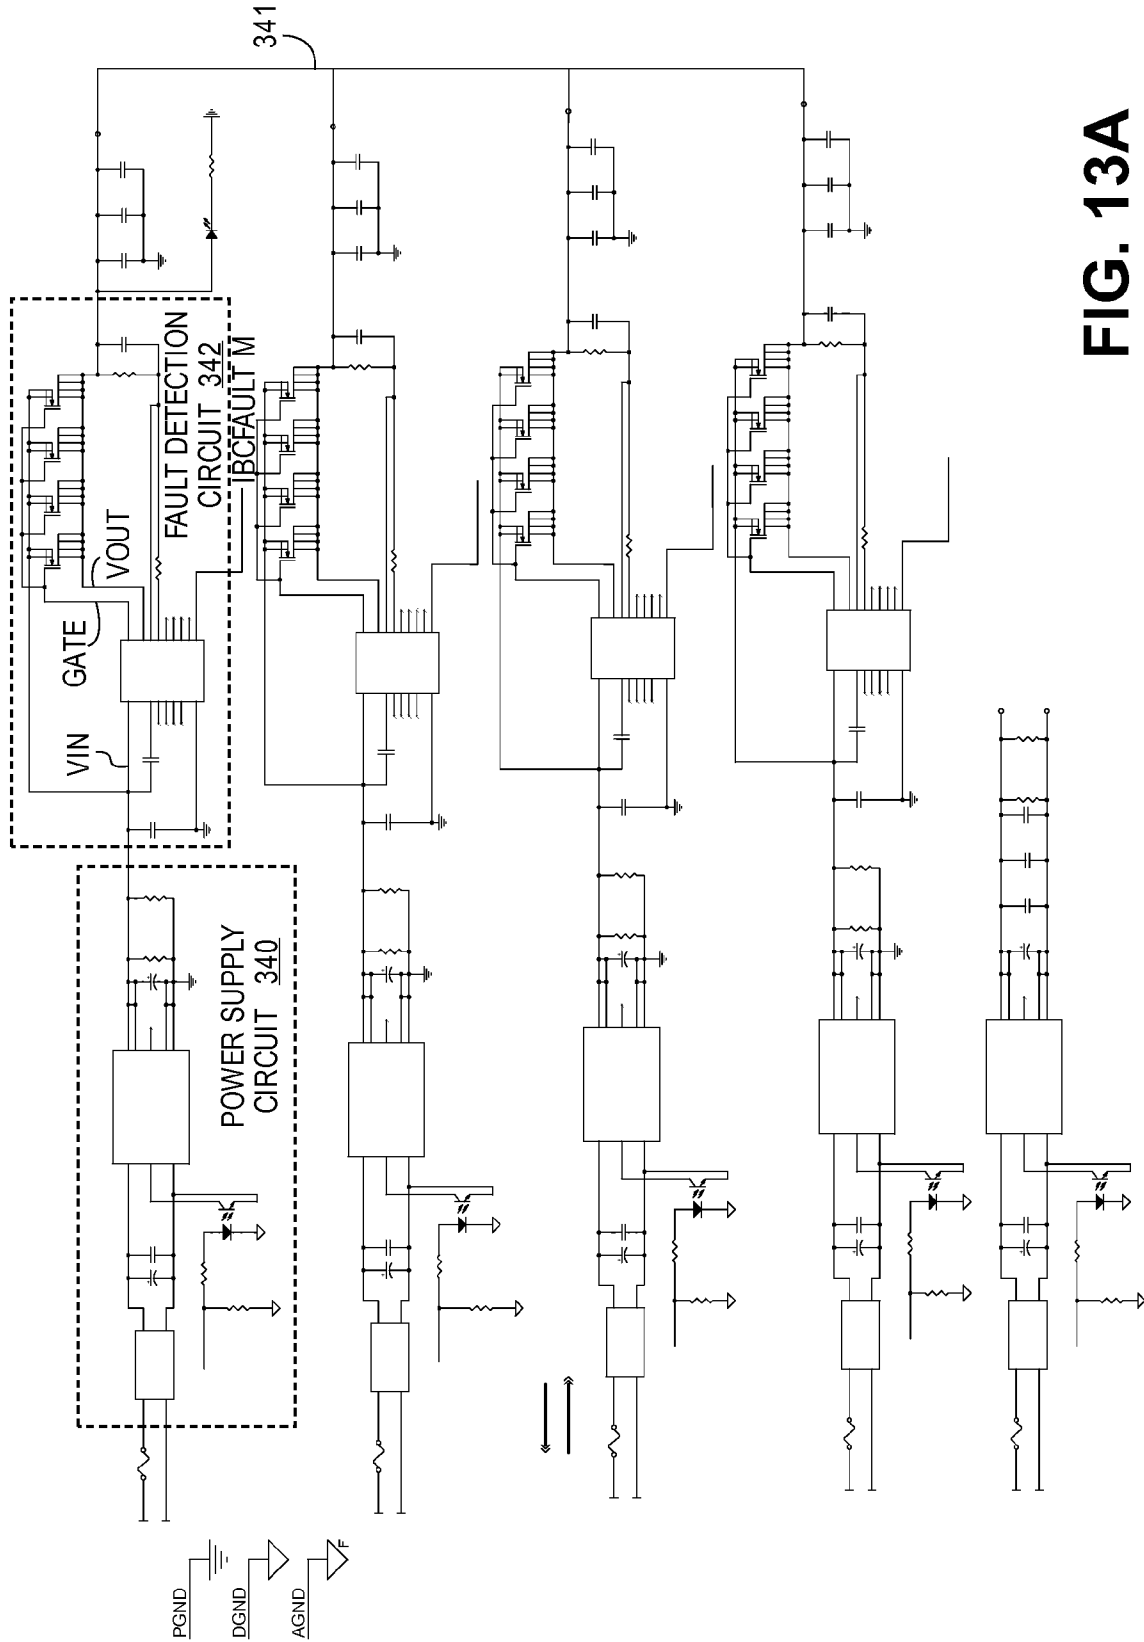 341
FAULT DETECTION
CIRCUIT 342
IBCFAULT M
VOUT
GATE
VIN
POWER SUPPLY
CIRCUIT 340
PGND
DGND
AGND
F
FIG. 13A